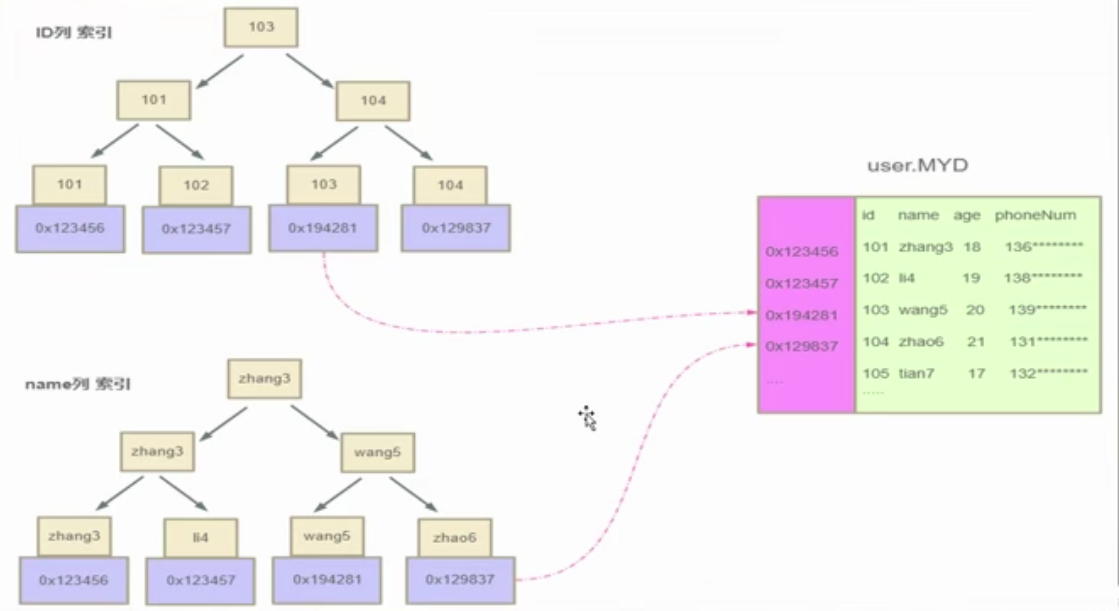 ID列 索引
103
101
104
101
102
103
104
0x123456
0x123457
0x194281
0x129837
user.MYD
id name age phoneNum
0x123456 101 zhang3 18 136********
0x123457 102 li4 19 138********
0x194281 103 wang5 20 139********
0x129837 104 zhao6 21 131********
.... 105 tian7 17 132********
.....
name列 索引
zhang3
zhang3
wang5
zhang3
li4
wang5
zhao6
0x123456
0x123457
0x194281
0x129837